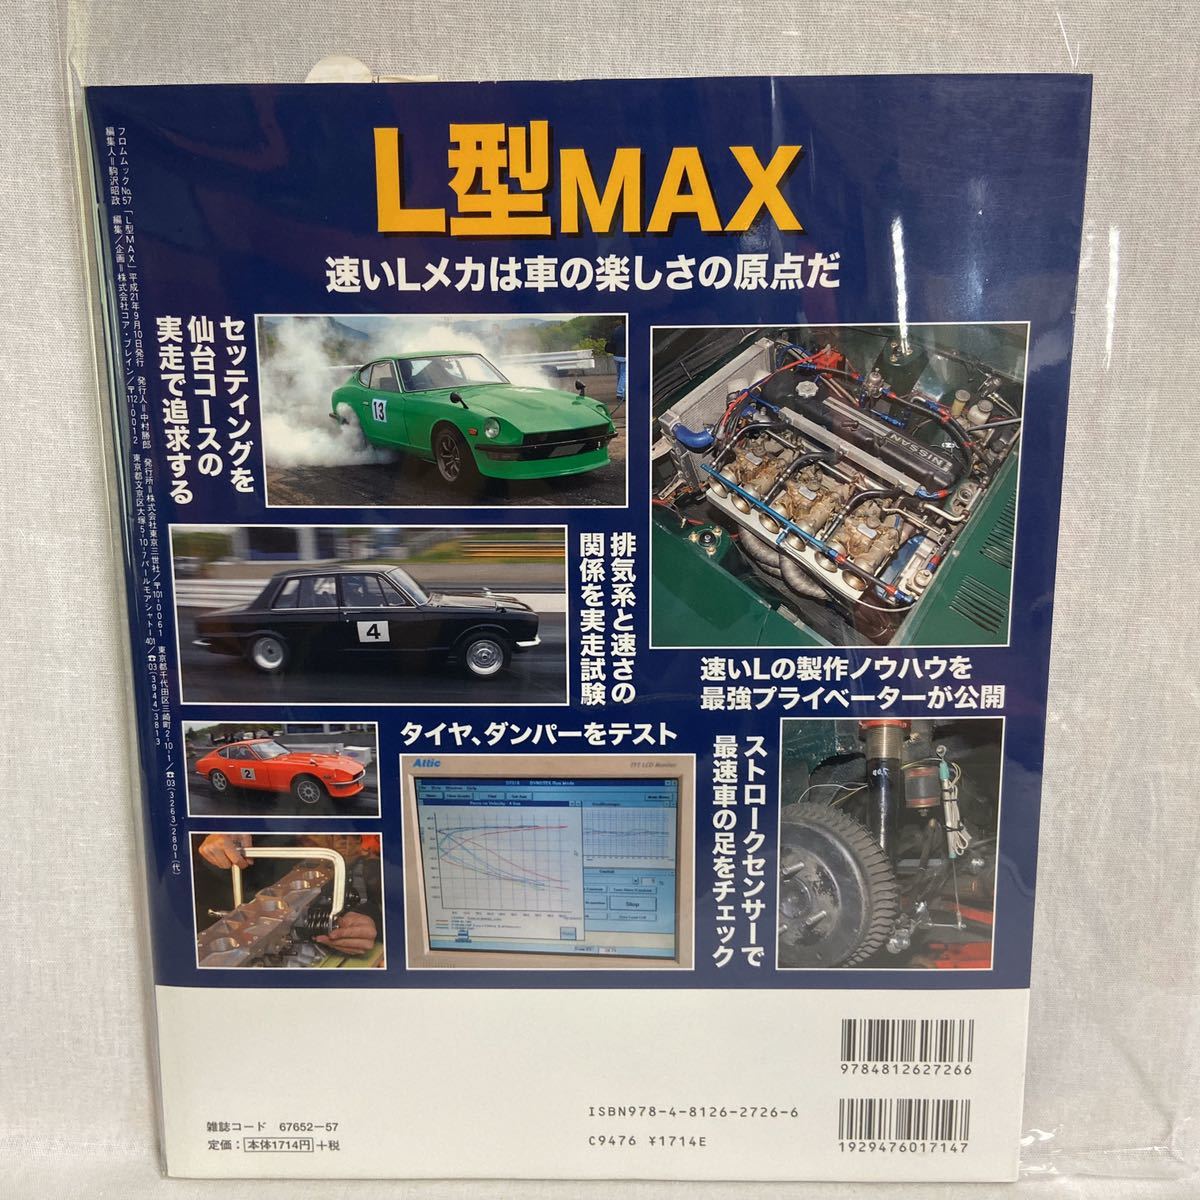 L型MAX
速いLメカは車の楽しさの原点だ
セッティングを
仙台コースの
実走で追求する
13
NISSAN
排気系と速さの
関係を実走試験
4
速いLの製作ノウハウを
最強プライベーターが公開
2
タイヤ、ダンパーをテスト
Attic
TFT LCD Monitor
Stop
ストロークセンサーで
最速車の足をチェック
フロムムックNo.57「L型MAX」平成21年9月10日発行 発行人=中村勝郎 発行所=株式会社東京三世社/〒101-0061 東京都千代田区三崎町2-10-1/☎03(3263)2801(代)
編集人=駒沢昭政 編集/企画=株式会社コア・ブレイン/〒112-0012 東京都文京区大塚5-10-7パールモアシャトー401/☎03(3944)3813
9784812627266
ISBN978-4-8126-2726-6
C9476 ¥1714E
1929476017147
雑誌コード 67652-57
定価:本体1714円+税